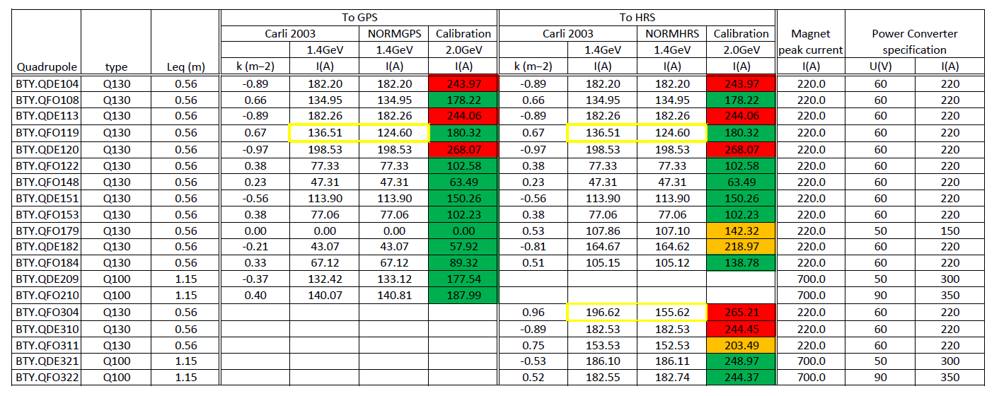 To GPS To HRS
Carli 2003 NORMGPS Calibration Carli 2003 NORMHRS Calibration Magnet Power Converter
1.4GeV 1.4GeV 2.0GeV 1.4GeV 1.4GeV 2.0GeV peak current specification
Quadrupole type Leq (m) k (m−2) I(A) I(A) I(A) k (m−2) I(A) I(A) I(A) I(A) U(V) I(A)
BTY.QDE104 Q130 0.56 -0.89 182.20 182.20 243.97 -0.89 182.20 182.20 243.97 220.0 60 220
BTY.QFO108 Q130 0.56 0.66 134.95 134.95 178.22 0.66 134.95 134.95 178.22 220.0 60 220
BTY.QDE113 Q130 0.56 -0.89 182.26 182.26 244.06 -0.89 182.26 182.26 244.06 220.0 60 220
BTY.QFO119 Q130 0.56 0.67 136.51 124.60 180.32 0.67 136.51 124.60 180.32 220.0 60 220
BTY.QDE120 Q130 0.56 -0.97 198.53 198.53 268.07 -0.97 198.53 198.53 268.07 220.0 60 220
BTY.QFO122 Q130 0.56 0.38 77.33 77.33 102.58 0.38 77.33 77.33 102.58 220.0 60 220
BTY.QFO148 Q130 0.56 0.23 47.31 47.31 63.49 0.23 47.31 47.31 63.49 220.0 60 220
BTY.QDE151 Q130 0.56 -0.56 113.90 113.90 150.26 -0.56 113.90 113.90 150.26 220.0 60 220
BTY.QFO153 Q130 0.56 0.38 77.06 77.06 102.23 0.38 77.06 77.06 102.23 220.0 60 220
BTY.QFO179 Q130 0.56 0.00 0.00 0.00 0.00 0.53 107.86 107.10 142.32 220.0 50 150
BTY.QDE182 Q130 0.56 -0.21 43.07 43.07 57.92 -0.81 164.67 164.62 218.97 220.0 60 220
BTY.QFO184 Q130 0.56 0.33 67.12 67.12 89.32 0.51 105.15 105.12 138.78 220.0 60 220
BTY.QDE209 Q100 1.15 -0.37 132.42 133.12 177.54 700.0 50 300
BTY.QFO210 Q100 1.15 0.40 140.07 140.81 187.99 700.0 90 350
BTY.QFO304 Q130 0.56 0.96 196.62 155.62 265.21 220.0 60 220
BTY.QDE310 Q130 0.56 -0.89 182.53 182.53 244.45 220.0 60 220
BTY.QFO311 Q130 0.56 0.75 153.53 152.53 203.49 220.0 60 220
BTY.QDE321 Q100 1.15 -0.53 186.10 186.11 248.97 700.0 50 300
BTY.QFO322 Q100 1.15 0.52 182.55 182.74 244.37 700.0 90 350